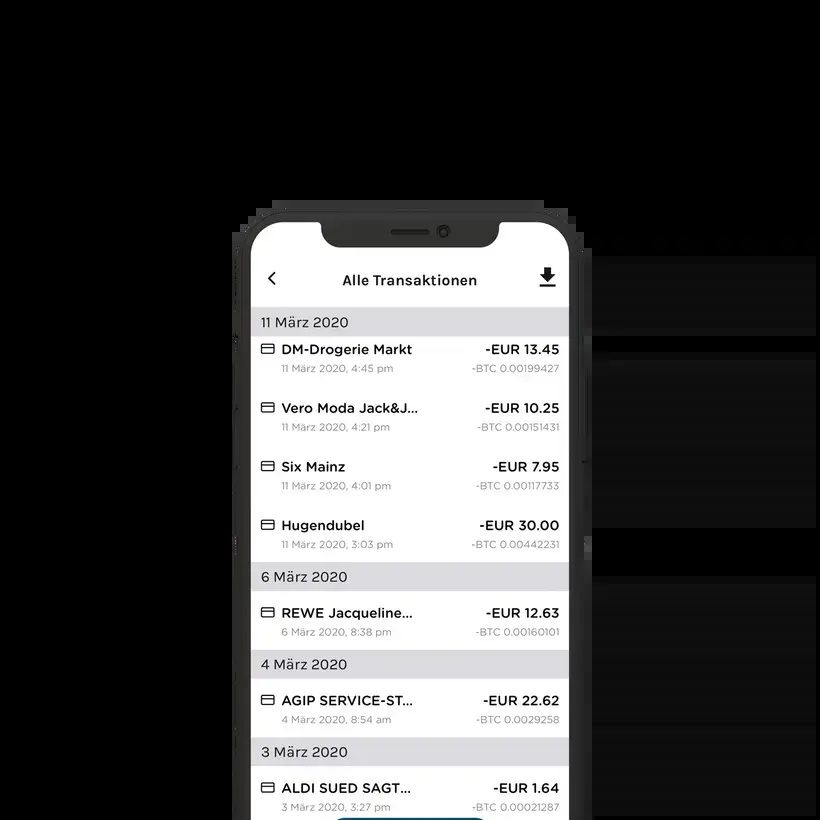 Alle Transaktionen
11 März 2020
DM-Drogerie Markt -EUR 13.45
11 März 2020, 4:45 pm -BTC 0.00199427
Vero Moda Jack&J... -EUR 10.25
11 März 2020, 4:21 pm -BTC 0.00151431
Six Mainz -EUR 7.95
11 März 2020, 4:01 pm -BTC 0.00117733
Hugendubel -EUR 30.00
11 März 2020, 3:03 pm -BTC 0.00442231
6 März 2020
REWE Jacqueline... -EUR 12.63
6 März 2020, 8:38 pm -BTC 0.00160101
4 März 2020
AGIP SERVICE-ST... -EUR 22.62
4 März 2020, 8:54 am -BTC 0.0029258
3 März 2020
ALDI SUED SAGT... -EUR 1.64
3 März 2020, 3:27 pm -BTC 0.00021287